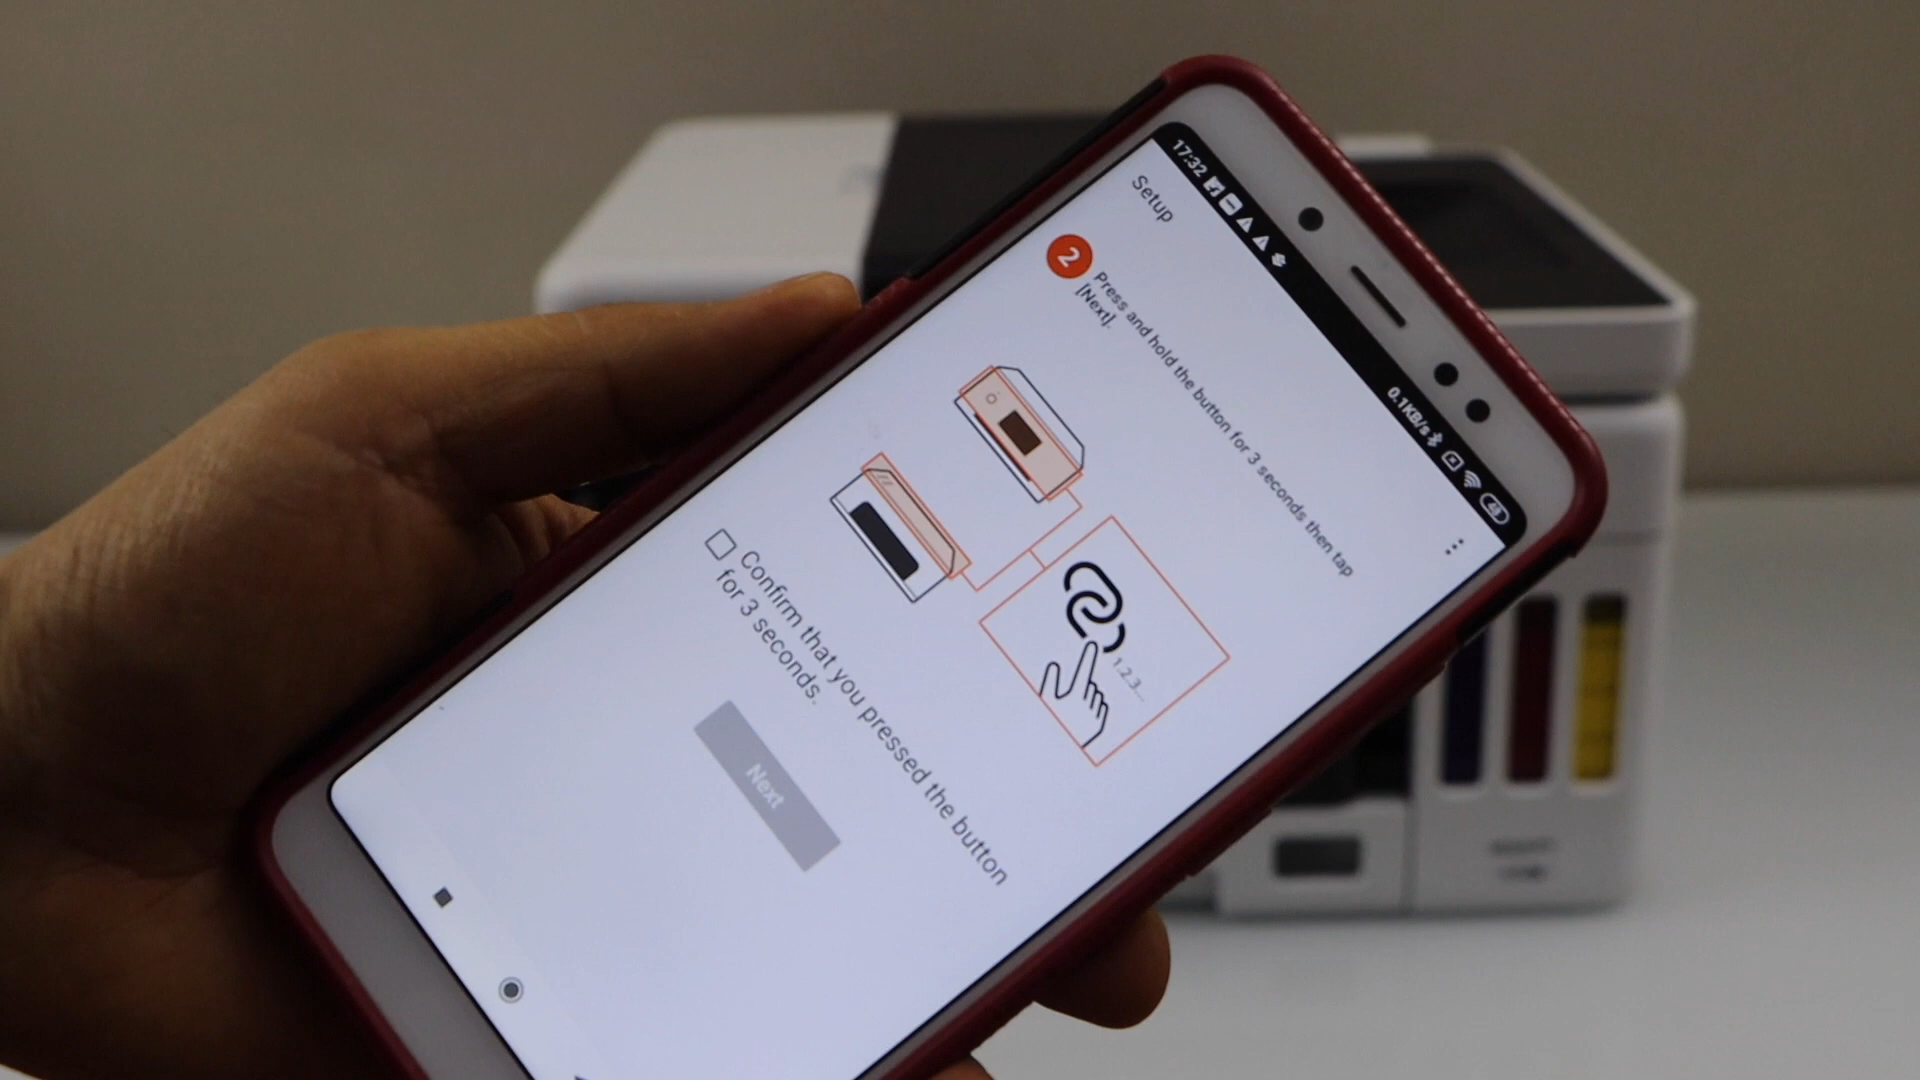 17:32
0.1KB/s
48
Setup
2
Press and hold the button for 3 seconds then tap
[Next].
1.2.3...
Confirm that you pressed the button
for 3 seconds.
Next